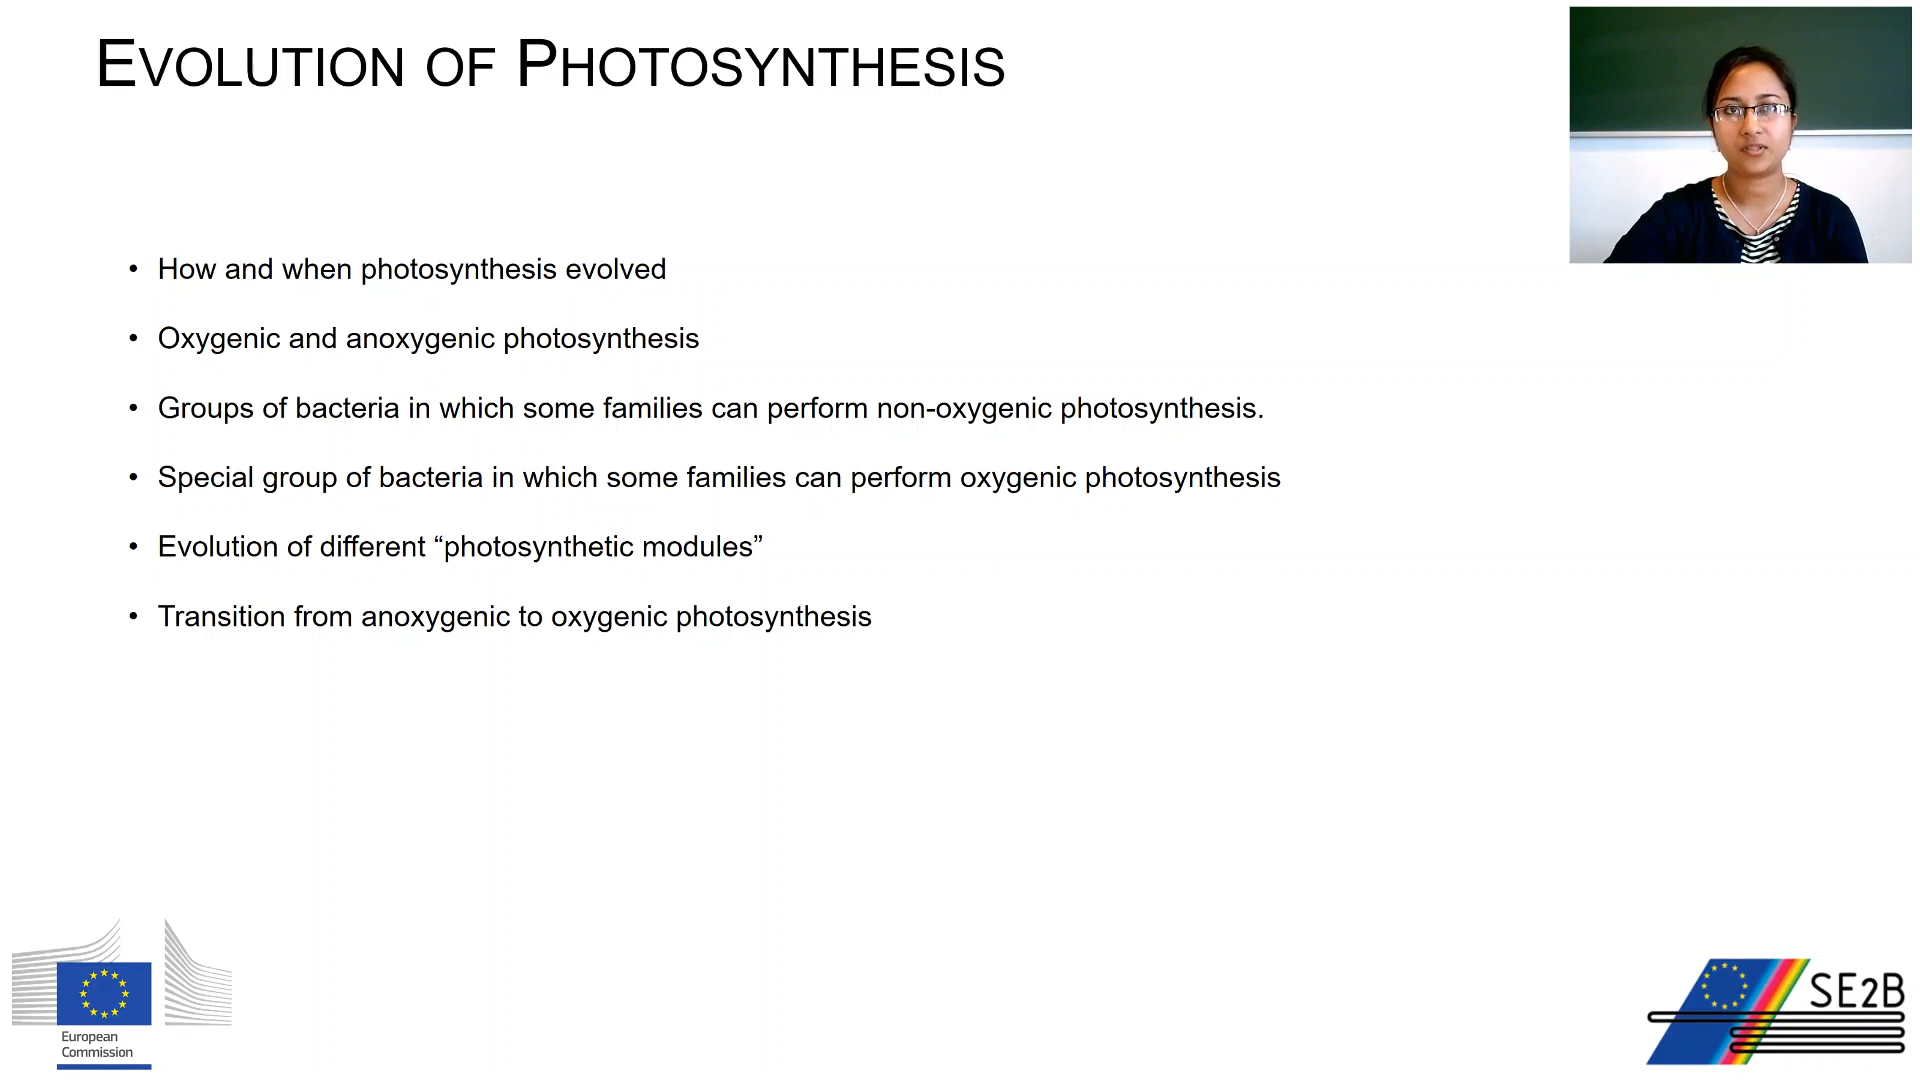 EVOLUTION OF PHOTOSYNTHESIS
• How and when photosynthesis evolved
• Oxygenic and anoxygenic photosynthesis
• Groups of bacteria in which some families can perform non-oxygenic photosynthesis.
• Special group of bacteria in which some families can perform oxygenic photosynthesis
• Evolution of different “photosynthetic modules”
• Transition from anoxygenic to oxygenic photosynthesis
European
Commission
SE2B